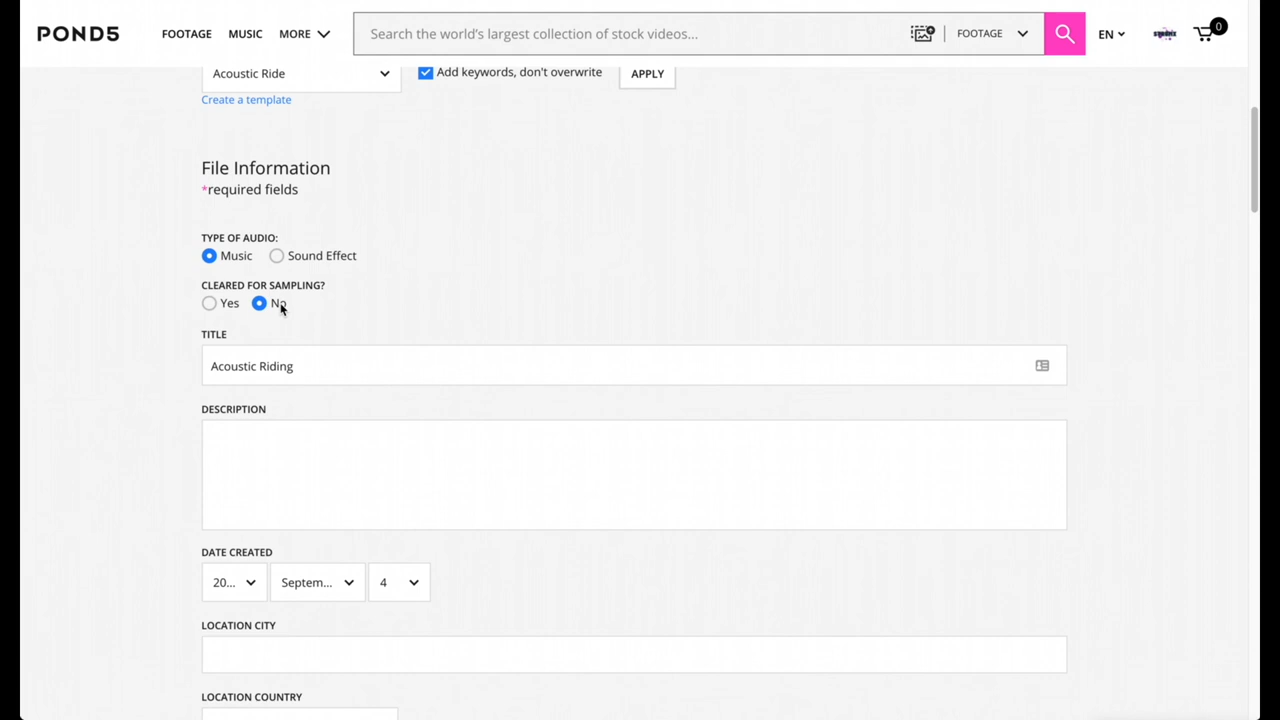 POND5 FOOTAGE MUSIC MORE Search the world's largest collection of stock videos... FOOTAGE EN 0
Acoustic Ride Add keywords, don't overwrite APPLY
Create a template
File Information
*required fields
TYPE OF AUDIO:
Music Sound Effect
CLEARED FOR SAMPLING?
Yes No
TITLE
Acoustic Riding
DESCRIPTION
DATE CREATED
20... Septem... 4
LOCATION CITY
LOCATION COUNTRY